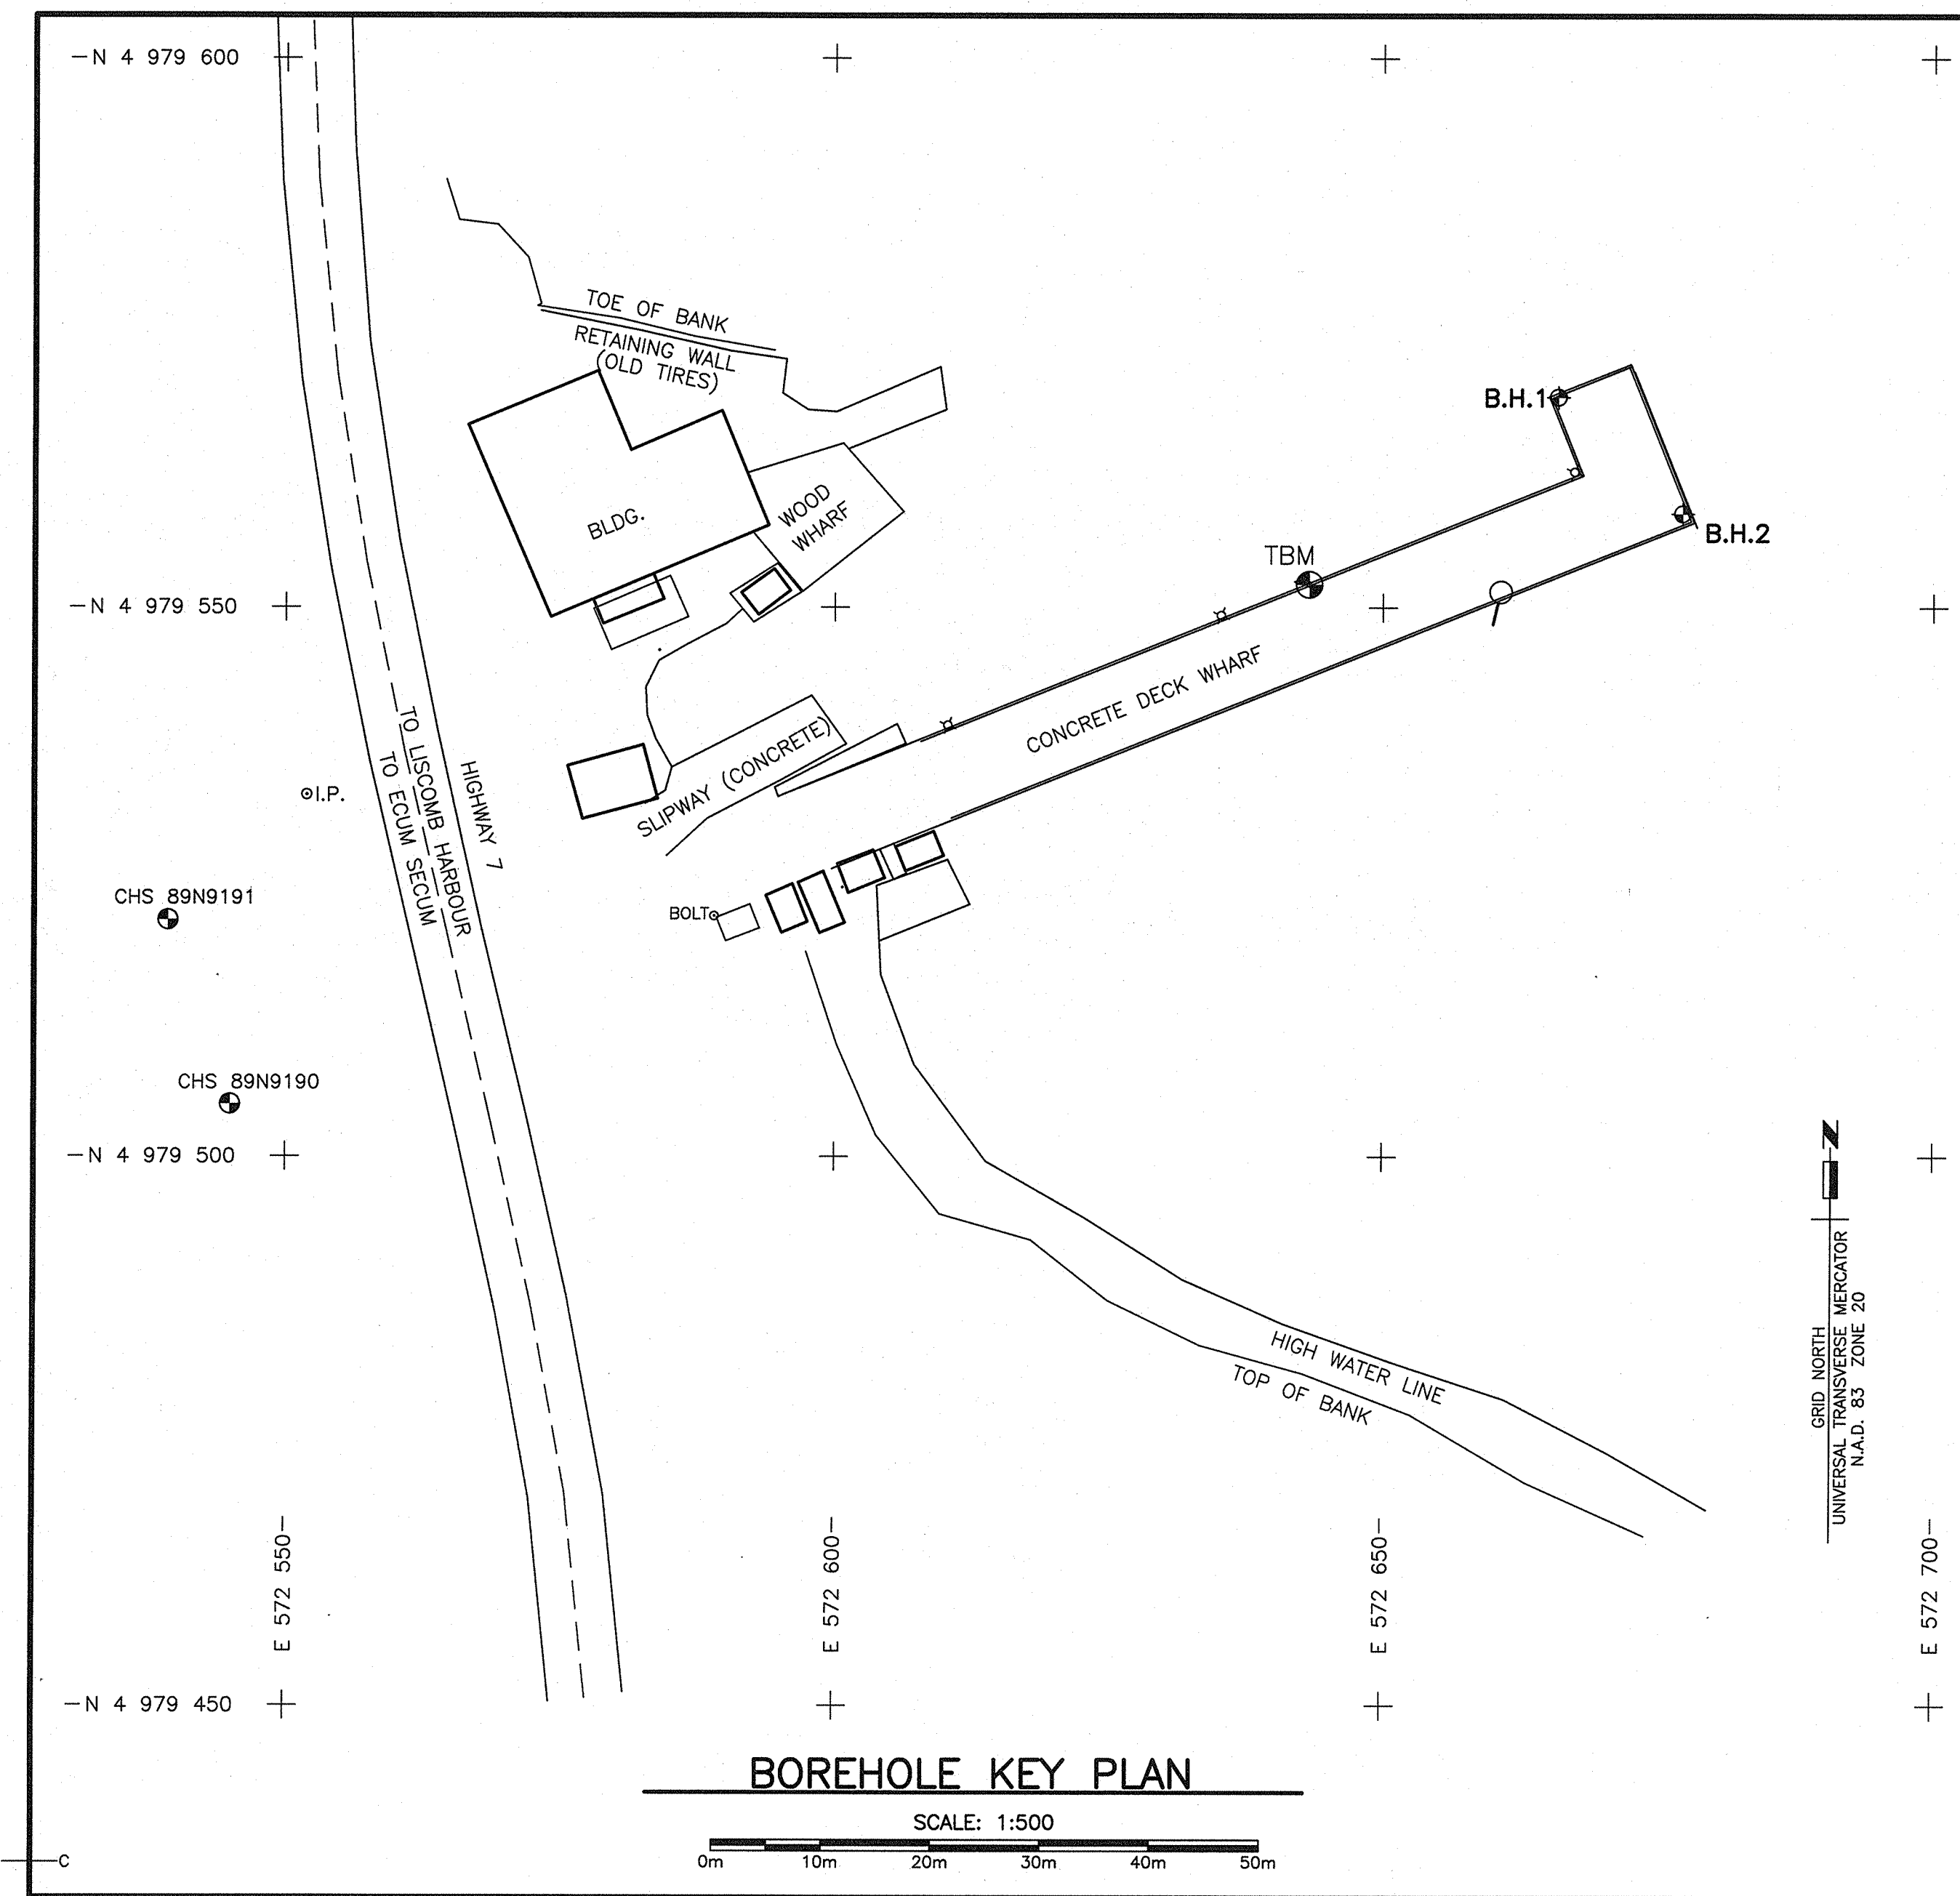 N 4 979 600
TOE OF BANK
RETAINING WALL
(OLD TIRES)
B.H.1
BLDG.
WOOD
WHARF
B.H.2
TBM
N 4 979 550
CONCRETE DECK WHARF
SLIPWAY (CONCRETE)
HIGHWAY 7
TO LISCOMB HARBOUR
TO ECUM SECUM
I.P.
CHS 89N9191
BOLT
CHS 89N9190
N 4 979 500
N
GRID NORTH
UNIVERSAL TRANSVERSE MERCATOR
N.A.D. 83 ZONE 20
HIGH WATER LINE
TOP OF BANK
E 572 550
E 572 600
E 572 650
E 572 700
N 4 979 450
BOREHOLE KEY PLAN
SCALE: 1:500
0m 10m 20m 30m 40m 50m
C